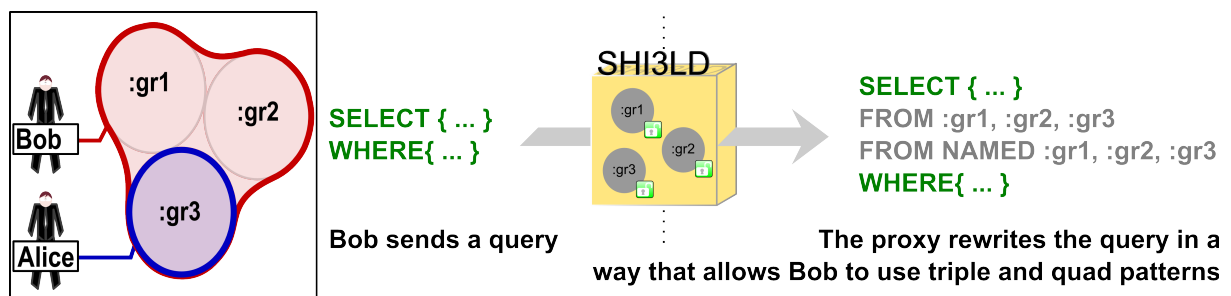 :gr1
:gr2
:gr3
Bob
Alice
SELECT { ... }
WHERE{ ... }
Bob sends a query
SHI3LD
:gr1
:gr2
:gr3
SELECT { ... }
FROM :gr1, :gr2, :gr3
FROM NAMED :gr1, :gr2, :gr3
WHERE{ ... }
The proxy rewrites the query in a
way that allows Bob to use triple and quad patterns